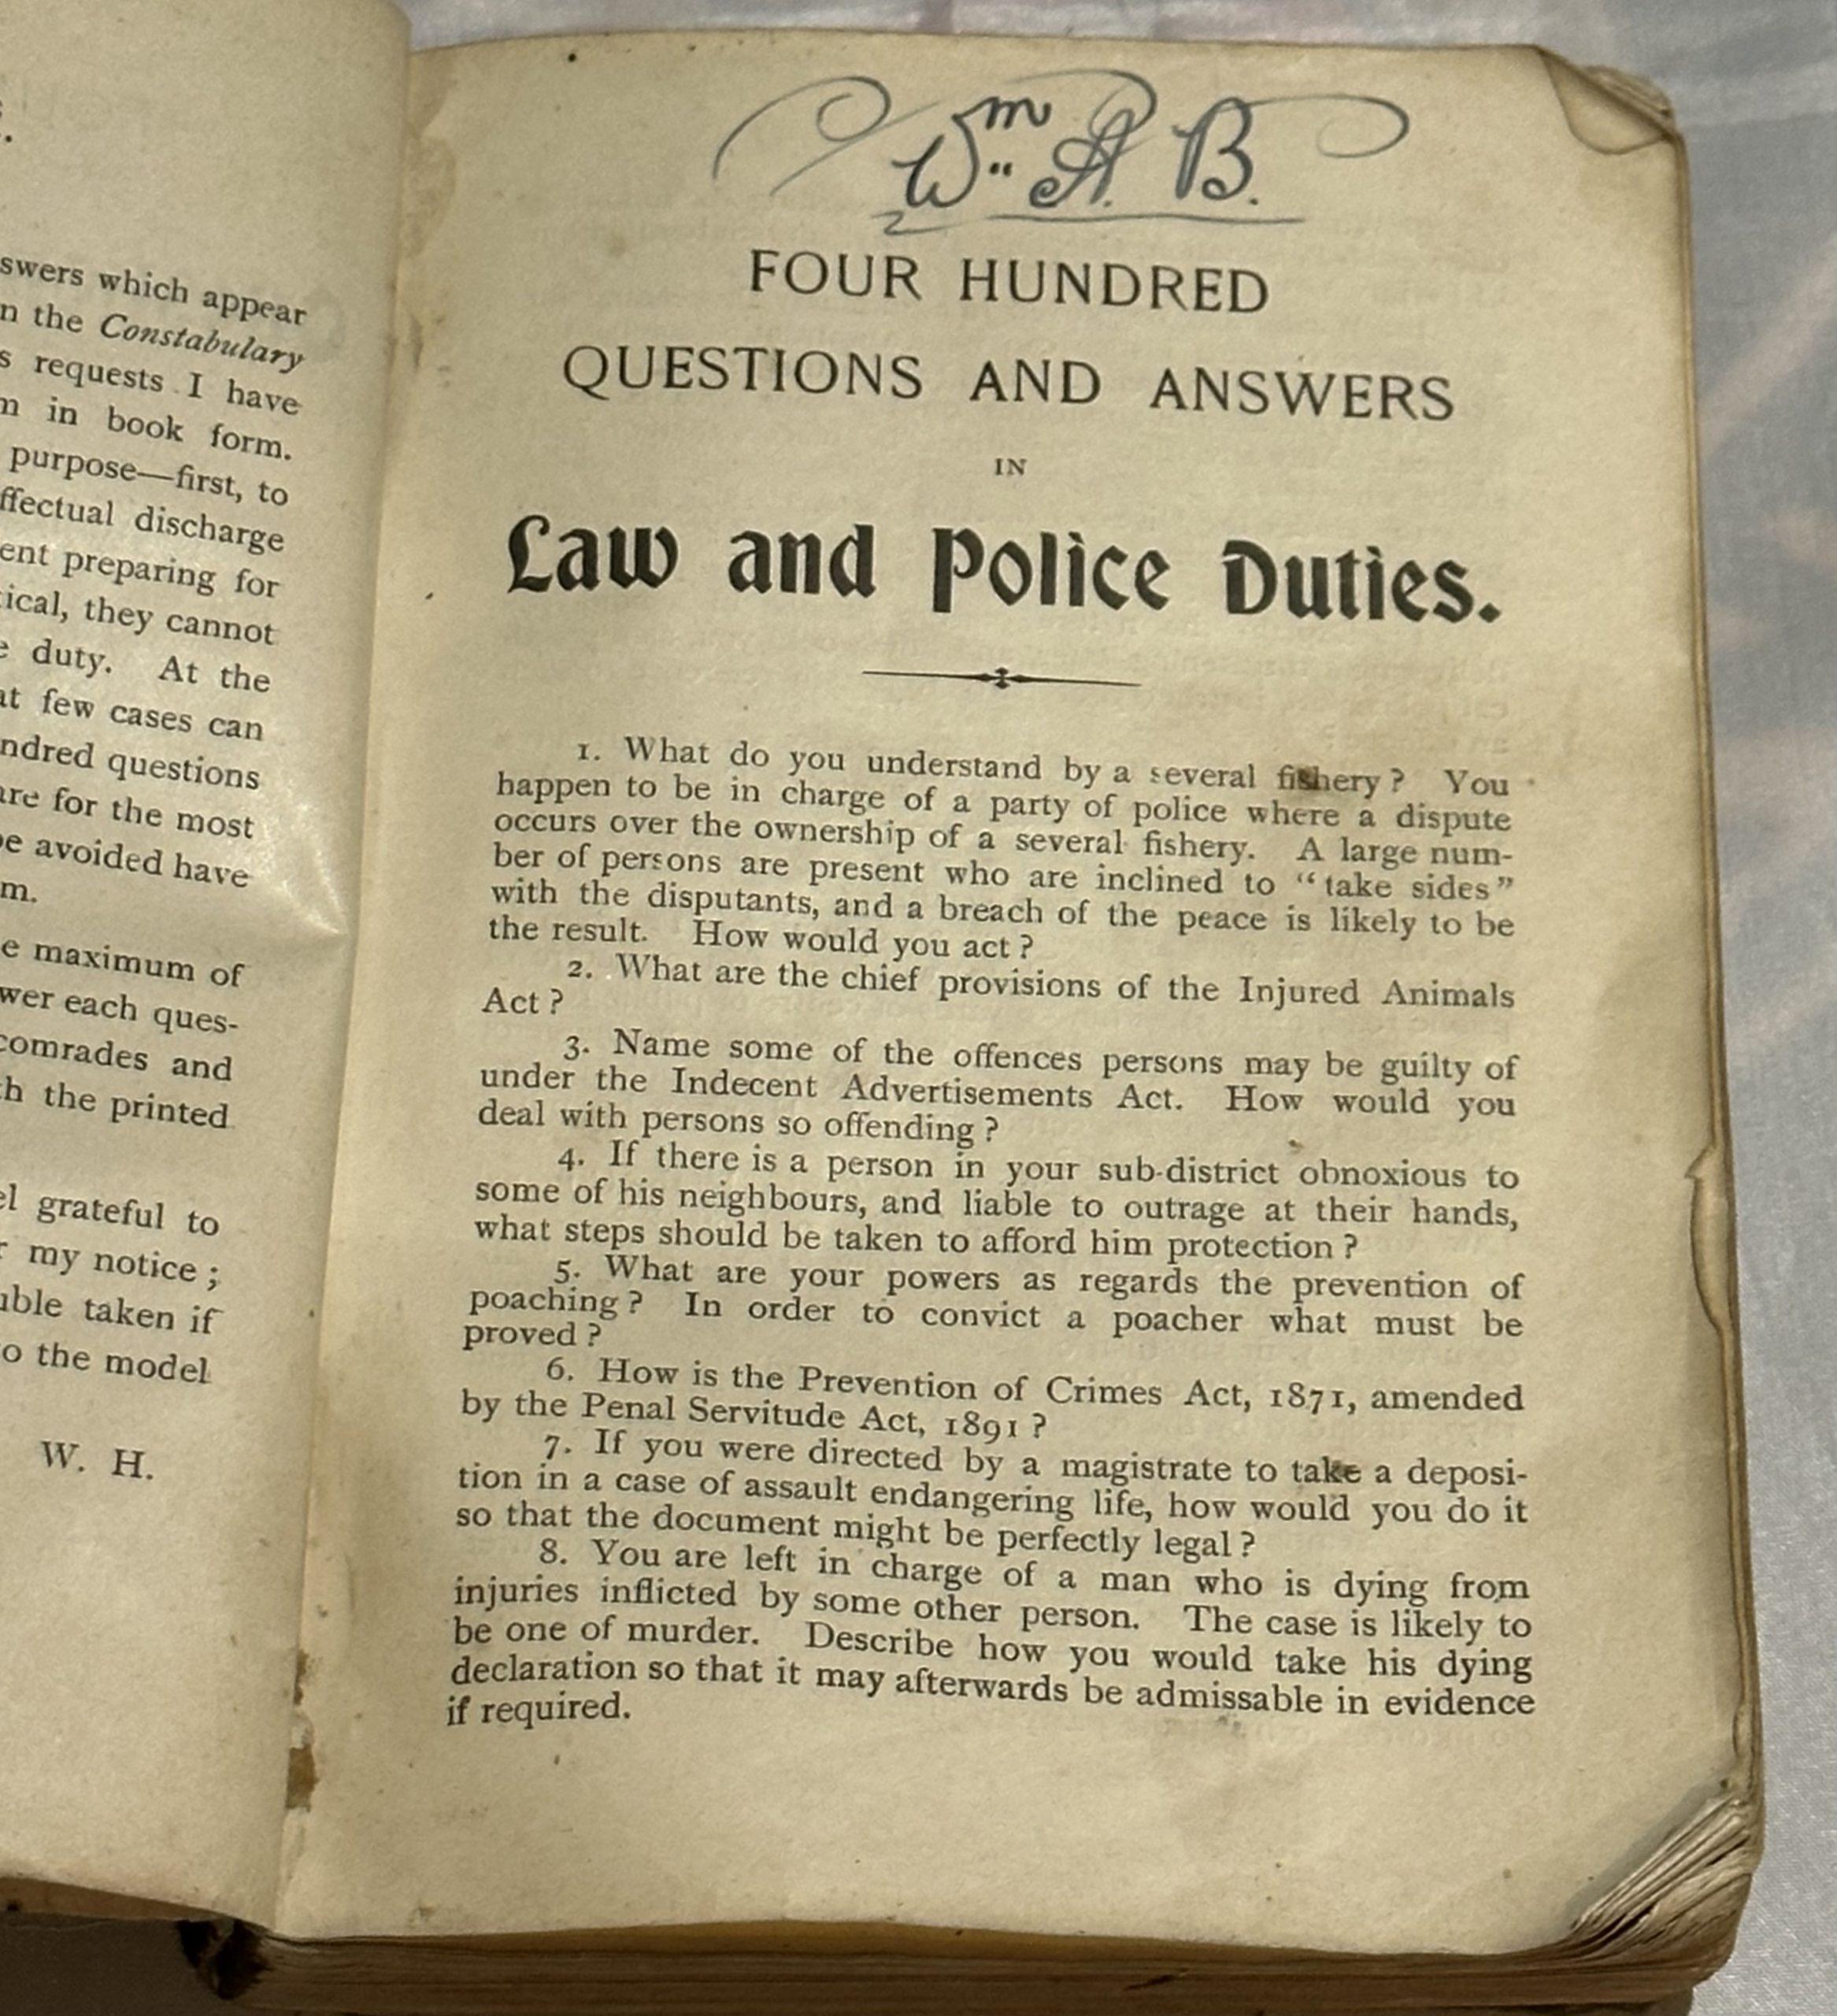 swers which appear
n the Constabulary
s requests I have
m in book form.
purpose—first, to
ffectual discharge
ent preparing for
ical, they cannot
e duty. At the
at few cases can
ndred questions
are for the most
be avoided have
m.
e maximum of
wer each ques-
comrades and
th the printed
el grateful to
r my notice;
uble taken if
o the model
W. H.
Wm A. B.
FOUR HUNDRED
QUESTIONS AND ANSWERS
IN
Law and Police Duties.
1. What do you understand by a several fishery? You
happen to be in charge of a party of police where a dispute
occurs over the ownership of a several fishery. A large num-
ber of persons are present who are inclined to "take sides"
with the disputants, and a breach of the peace is likely to be
the result. How would you act?
2. What are the chief provisions of the Injured Animals
Act?
3. Name some of the offences persons may be guilty of
under the Indecent Advertisements Act. How would you
deal with persons so offending?
4. If there is a person in your sub-district obnoxious to
some of his neighbours, and liable to outrage at their hands,
what steps should be taken to afford him protection?
5. What are your powers as regards the prevention of
poaching? In order to convict a poacher what must be
proved?
6. How is the Prevention of Crimes Act, 1871, amended
by the Penal Servitude Act, 1891?
7. If you were directed by a magistrate to take a deposi-
tion in a case of assault endangering life, how would you do it
so that the document might be perfectly legal?
8. You are left in charge of a man who is dying from
injuries inflicted by some other person. The case is likely to
be one of murder. Describe how you would take his dying
declaration so that it may afterwards be admissable in evidence
if required.